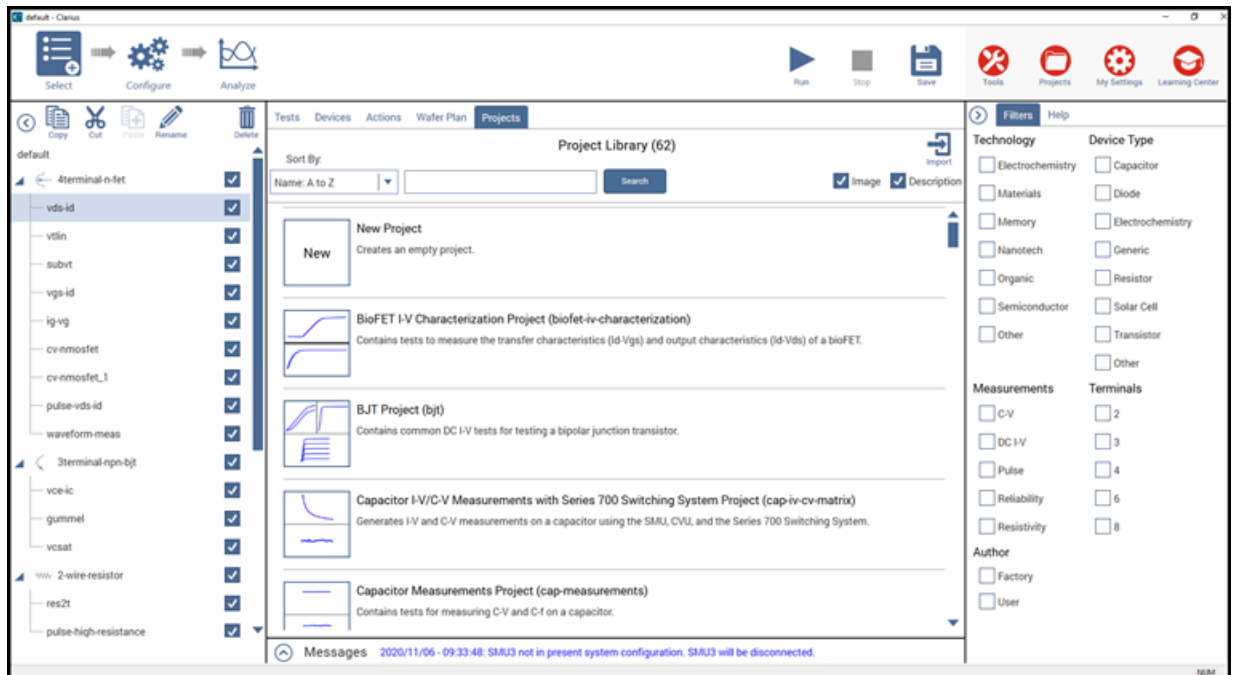 default - Clarius
Select
Configure
Analyze
Run
Stop
Save
Tools
Projects
My Settings
Learning Center
Copy
Cut
Paste
Rename
Delete
default
4terminal-n-fet
vds-id
vtlin
subvt
vgs-id
ig-vg
cv-nmosfet
cv-nmosfet_1
pulse-vds-id
waveform-meas
3terminal-npn-bjt
vce-ic
gummel
vcsat
2-wire-resistor
res2t
pulse-high-resistance
Tests Devices Actions Wafer Plan Projects
Project Library (62)
Import
Sort By:
Name: A to Z
Search
Image
Description
New
New Project
Creates an empty project.
BioFET I-V Characterization Project (biofet-iv-characterization)
Contains tests to measure the transfer characteristics (Id-Vgs) and output characteristics (Id-Vds) of a bioFET.
BJT Project (bjt)
Contains common DC I-V tests for testing a bipolar junction transistor.
Capacitor I-V/C-V Measurements with Series 700 Switching System Project (cap-iv-cv-matrix)
Generates I-V and C-V measurements on a capacitor using the SMU, CVU, and the Series 700 Switching System.
Capacitor Measurements Project (cap-measurements)
Contains tests for measuring C-V and C-f on a capacitor.
Messages 2020/11/06 - 09:33:48: SMU3 not in present system configuration. SMU3 will be disconnected.
Filters Help
Technology
Electrochemistry
Materials
Memory
Nanotech
Organic
Semiconductor
Other
Device Type
Capacitor
Diode
Electrochemistry
Generic
Resistor
Solar Cell
Transistor
Other
Measurements
C-V
DC I-V
Pulse
Reliability
Resistivity
Terminals
2
3
4
6
8
Author
Factory
User
NUM